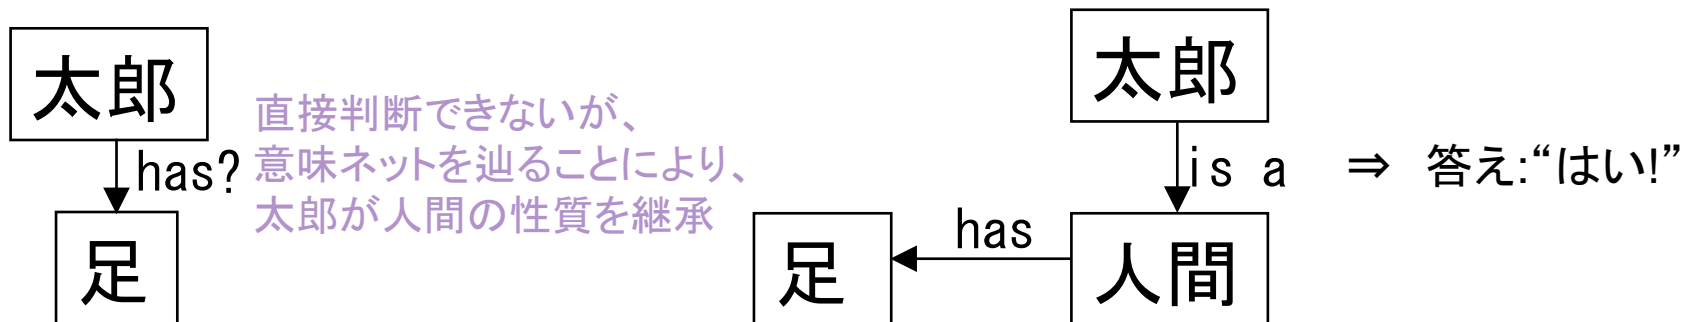 太郎
has?
足
直接判断できないが、
意味ネットを辿ることにより、
太郎が人間の性質を継承
太郎
is a
⇒ 答え:“はい!”
足
has
人間